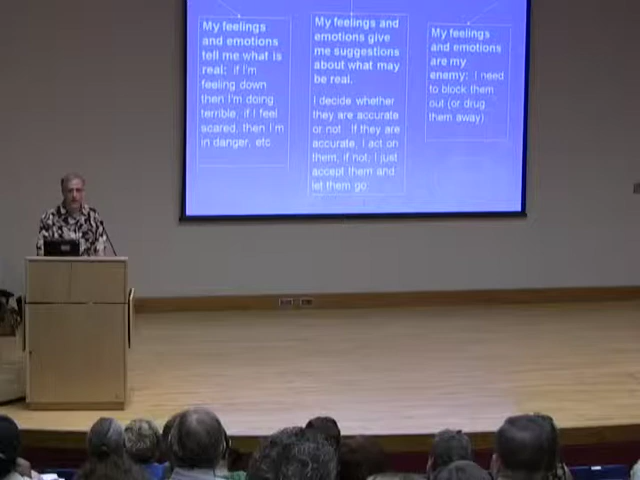 My feelings
and emotions
tell me what is
real: if I'm
feeling down
then I'm doing
terrible, if I feel
scared, then I'm
in danger, etc
My feelings and
emotions give
me suggestions
about what may
be real.
I decide whether
they are accurate
or not. If they are
accurate, I act on
them, if not, I just
accept them and
let them go
My feelings
and emotions
are my
enemy: I need
to block them
out (or drug
them away)